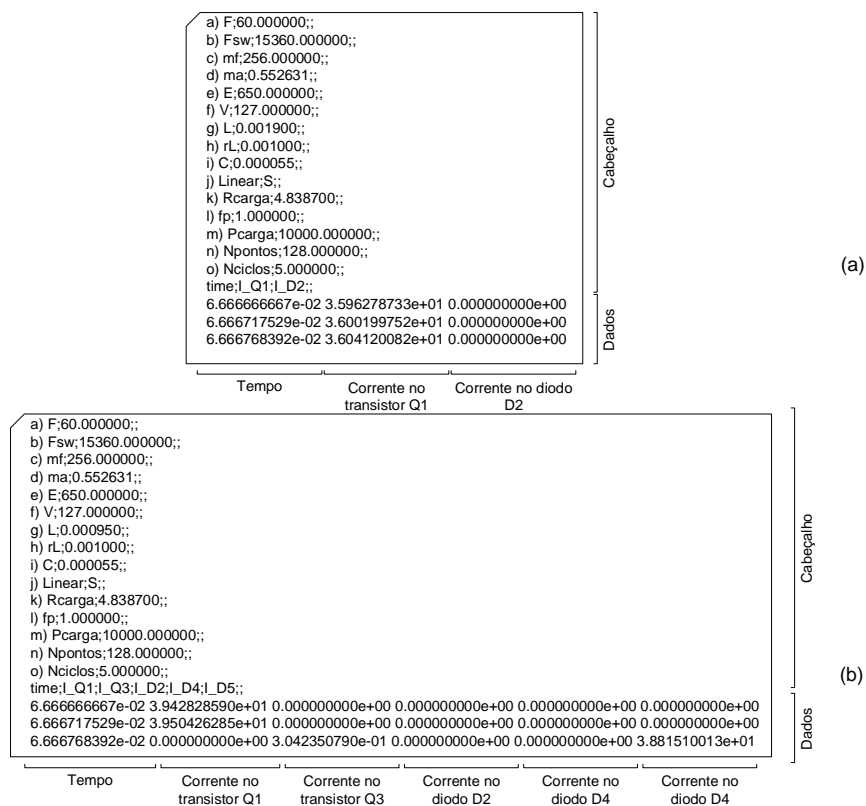 a) F;60.000000;;
b) Fsw;15360.000000;;
c) mf;256.000000;;
d) ma;0.552631;;
e) E;650.000000;;
f) V;127.000000;;
g) L;0.001900;;
h) rL;0.001000;;
i) C;0.000055;;
j) Linear;S;;
k) Rcarga;4.838700;;
l) fp;1.000000;;
m) Pcarga;10000.000000;;
n) Npontos;128.000000;;
o) Nciclos;5.000000;;
time;I_Q1;I_D2;;
6.666666667e-02 3.596278733e+01 0.000000000e+00
6.666717529e-02 3.600199752e+01 0.000000000e+00
6.666768392e-02 3.604120082e+01 0.000000000e+00
Cabeçalho
Dados
(a)
Tempo
Corrente no transistor Q1
Corrente no diodo D2
a) F;60.000000;;
b) Fsw;15360.000000;;
c) mf;256.000000;;
d) ma;0.552631;;
e) E;650.000000;;
f) V;127.000000;;
g) L;0.000950;;
h) rL;0.001000;;
i) C;0.000055;;
j) Linear;S;;
k) Rcarga;4.838700;;
l) fp;1.000000;;
m) Pcarga;10000.000000;;
n) Npontos;128.000000;;
o) Nciclos;5.000000;;
time;I_Q1;I_Q3;I_D2;I_D4;I_D5;;
6.666666667e-02 3.942828590e+01 0.000000000e+00 0.000000000e+00 0.000000000e+00 0.000000000e+00
6.666717529e-02 3.950426285e+01 0.000000000e+00 0.000000000e+00 0.000000000e+00 0.000000000e+00
6.666768392e-02 0.000000000e+00 3.042350790e-01 0.000000000e+00 0.000000000e+00 3.881510013e+01
Cabeçalho
Dados
(b)
Tempo
Corrente no transistor Q1
Corrente no transistor Q3
Corrente no diodo D2
Corrente no diodo D4
Corrente no diodo D4